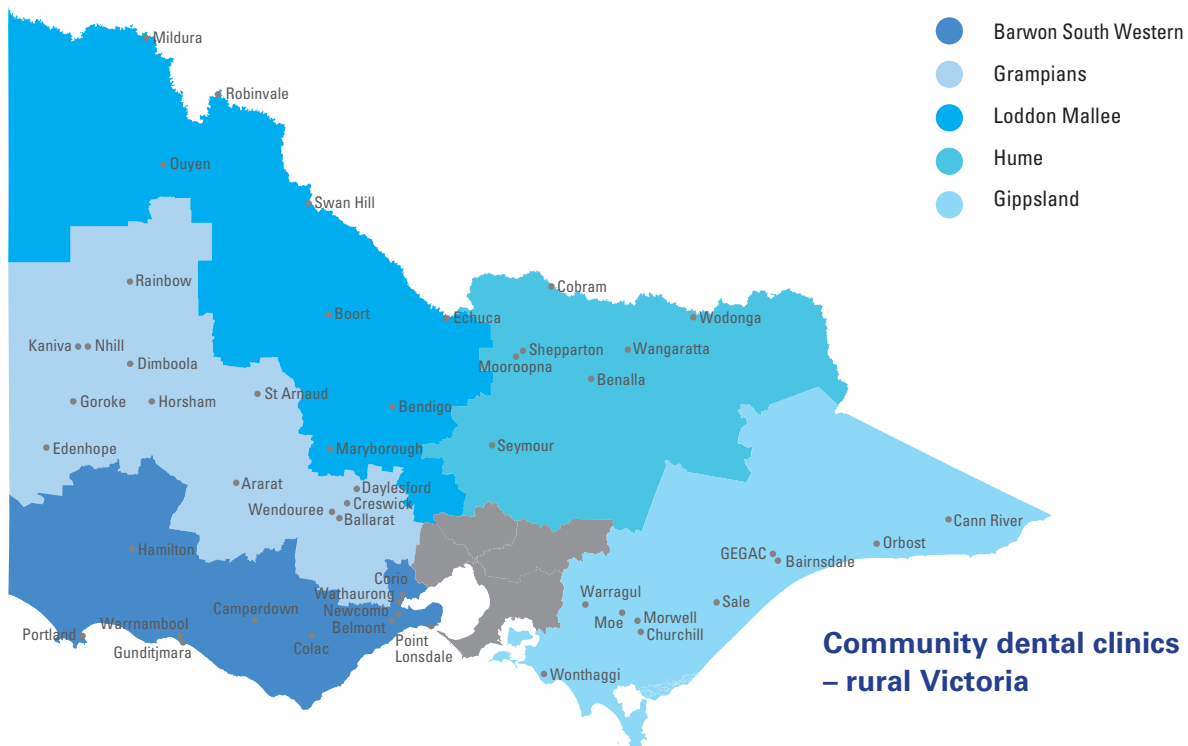 Barwon South Western
Grampians
Loddon Mallee
Hume
Gippsland
Mildura
Robinvale
Ouyen
Swan Hill
Rainbow
Cobram
Boort
Echuca
Wodonga
Kaniva
Nhill
Shepparton
Wangaratta
Mooroopna
Dimboola
Benalla
St Arnaud
Goroke
Horsham
Bendigo
Edenhope
Maryborough
Seymour
Ararat
Daylesford
Creswick
Wendouree
Ballarat
Cann River
Hamilton
Orbost
GEGAC
Bairnsdale
Corio
Wathaurong
Warragul
Sale
Camperdown
Newcomb
Moe
Morwell
Belmont
Churchill
Portland
Warrnambool
Gunditjmara
Colac
Point
Lonsdale
Wonthaggi
Community dental clinics
– rural Victoria